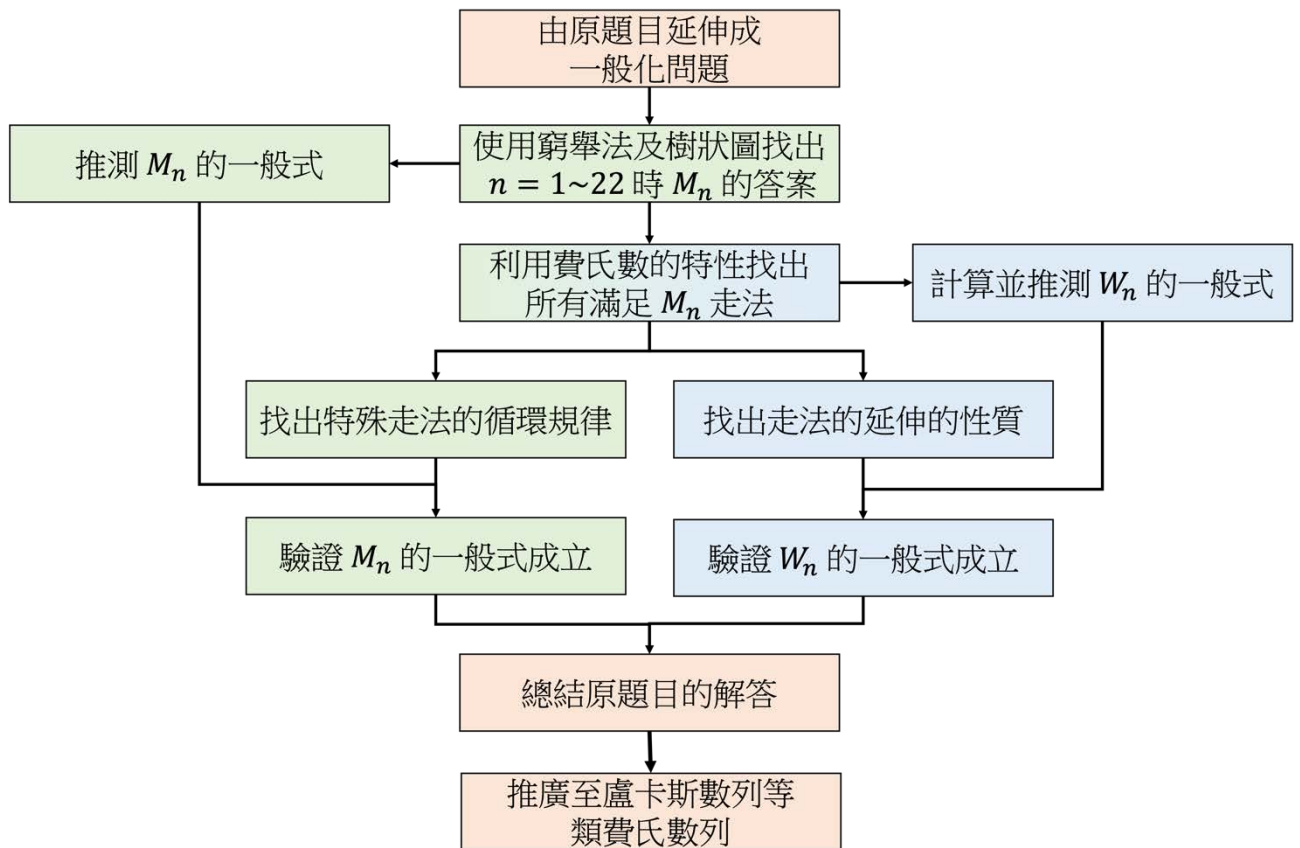 由原題目延伸成
一般化問題
推測 Mₙ 的一般式
使用窮舉法及樹狀圖找出
n = 1~22 時 Mₙ 的答案
利用費氏數的特性找出
所有滿足 Mₙ 走法
計算並推測 Wₙ 的一般式
找出特殊走法的循環規律
找出走法的延伸的性質
驗證 Mₙ 的一般式成立
驗證 Wₙ 的一般式成立
總結原題目的解答
推廣至盧卡斯數列等
類費氏數列